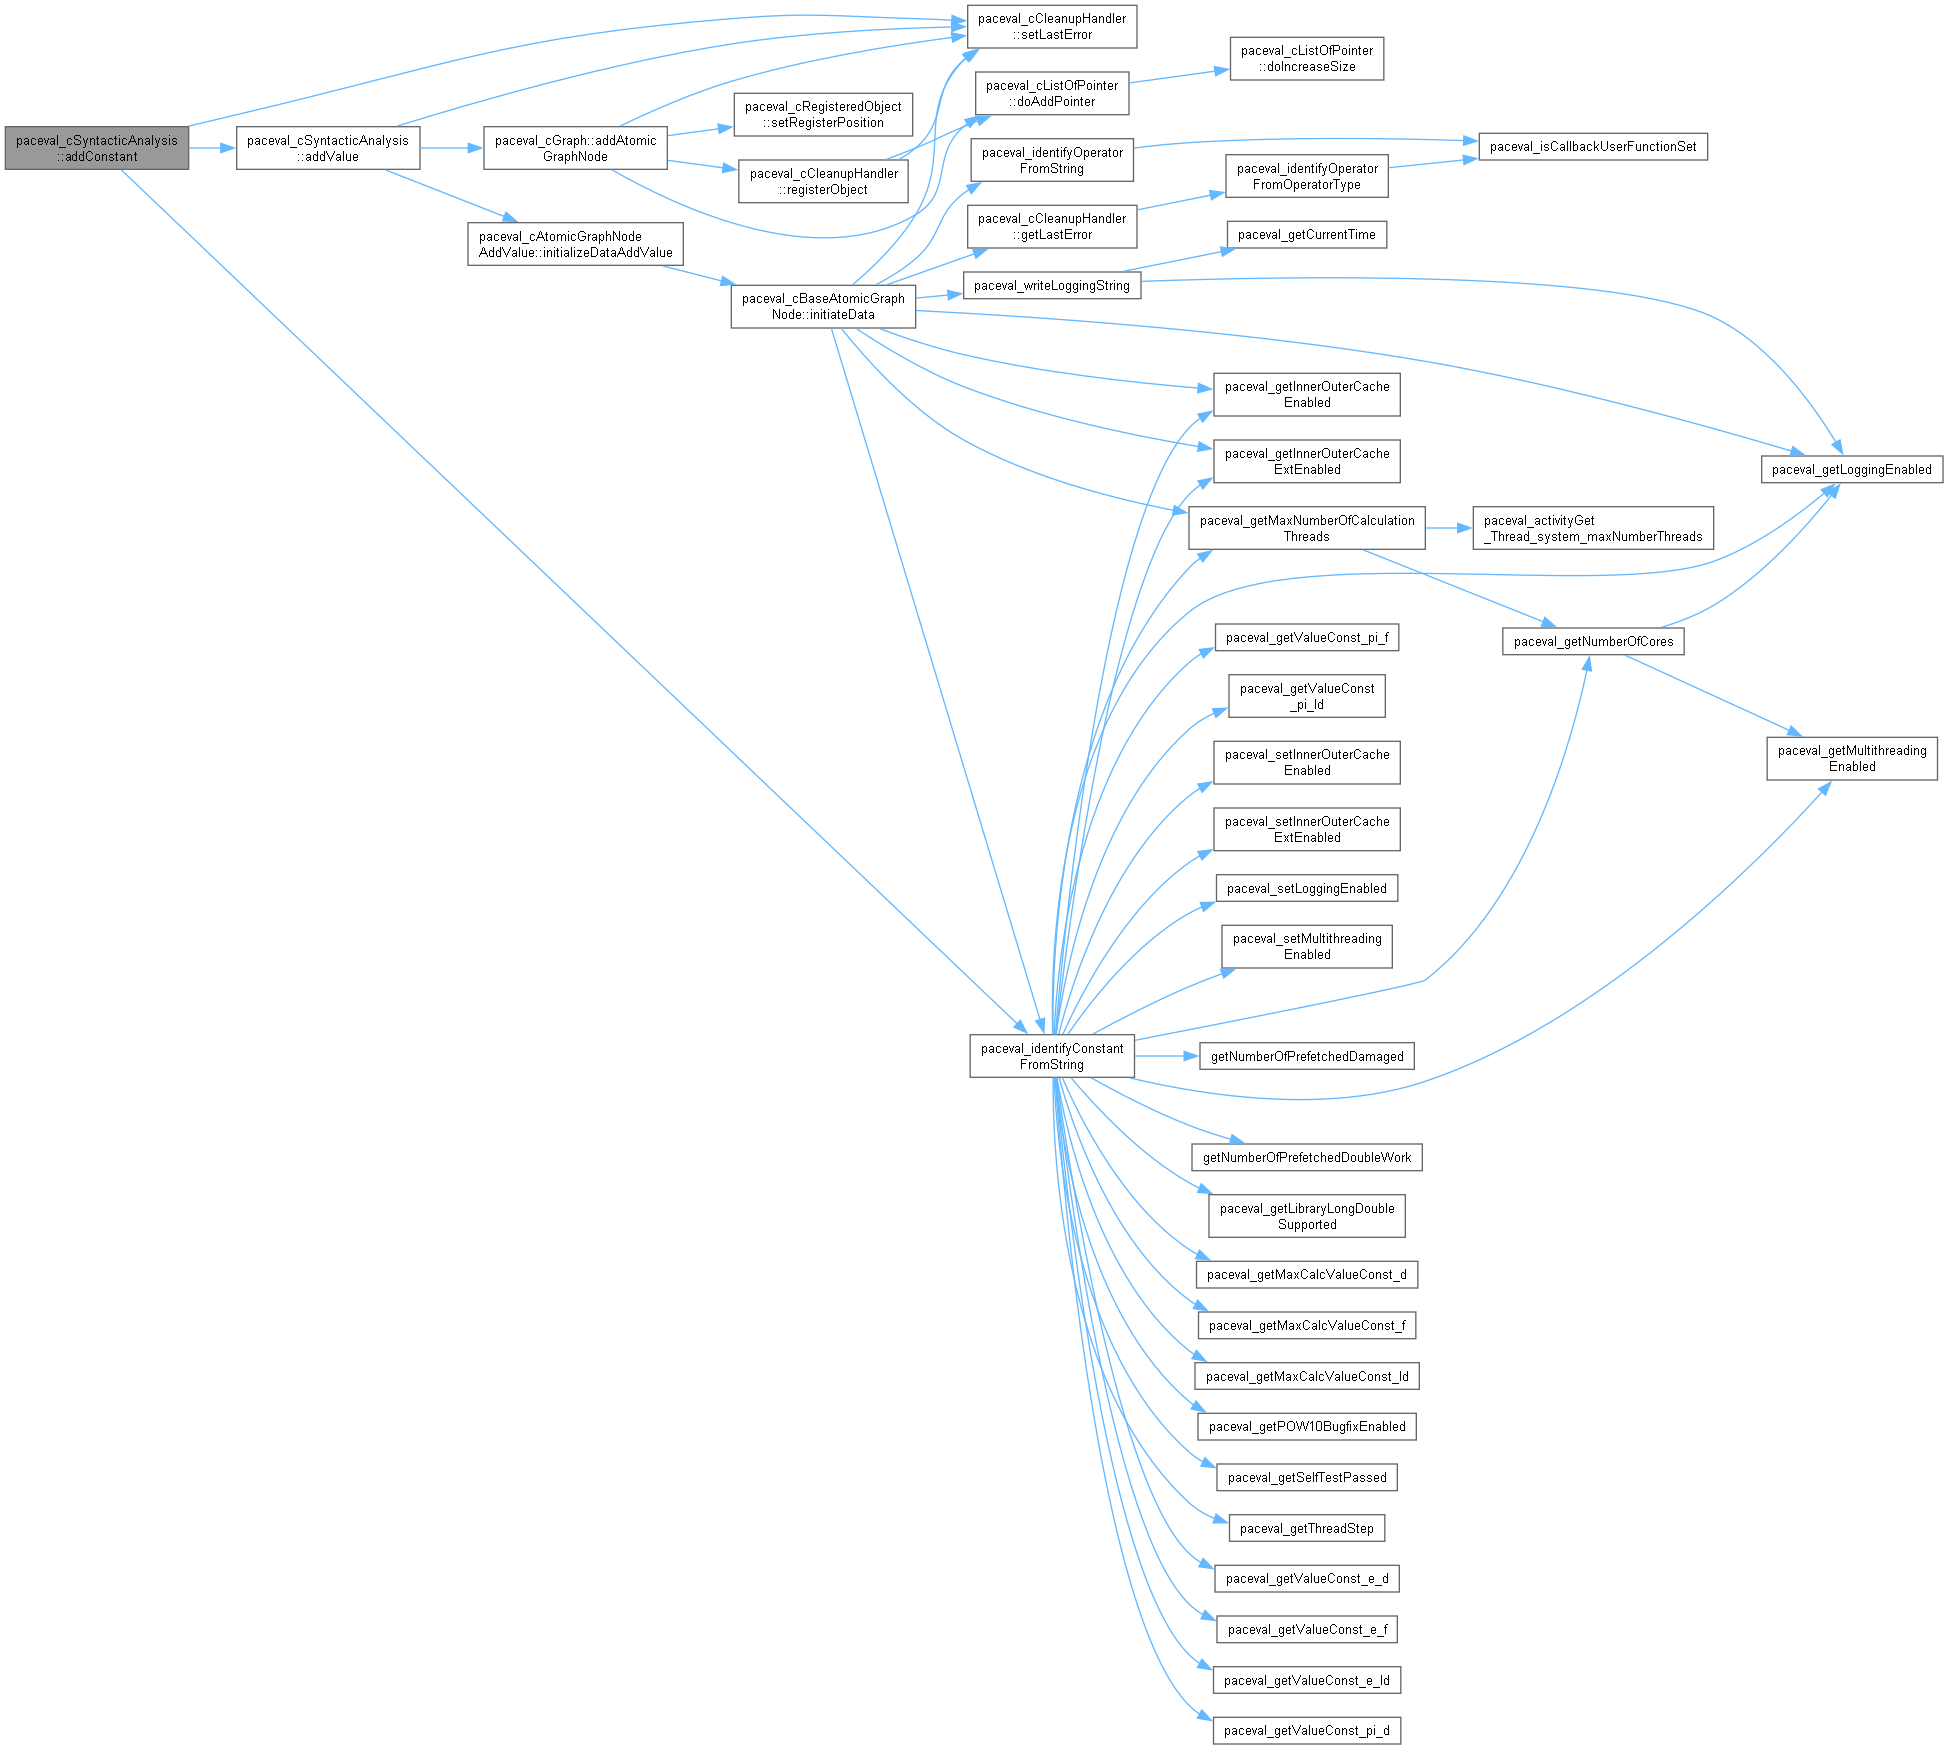 paceval_cSyntacticAnalysis
::addConstant
paceval_cSyntacticAnalysis
::addValue
paceval_cGraph::addAtomic
GraphNode
paceval_cAtomicGraphNode
AddValue::initializeDataAddValue
paceval_cRegisteredObject
::setRegisterPosition
paceval_cCleanupHandler
::registerObject
paceval_cBaseAtomicGraph
Node::initiateData
paceval_cCleanupHandler
::setLastError
paceval_cListOfPointer
::doAddPointer
paceval_identifyOperator
FromString
paceval_cCleanupHandler
::getLastError
paceval_writeLoggingString
paceval_identifyConstant
FromString
paceval_cListOfPointer
::doIncreaseSize
paceval_identifyOperator
FromOperatorType
paceval_getCurrentTime
paceval_getInnerOuterCache
Enabled
paceval_getInnerOuterCache
ExtEnabled
paceval_getMaxNumberOfCalculation
Threads
paceval_getValueConst_pi_f
paceval_getValueConst
_pi_ld
paceval_setInnerOuterCache
Enabled
paceval_setInnerOuterCache
ExtEnabled
paceval_setLoggingEnabled
paceval_setMultithreading
Enabled
getNumberOfPrefetchedDamaged
getNumberOfPrefetchedDoubleWork
paceval_getLibraryLongDouble
Supported
paceval_getMaxCalcValueConst_d
paceval_getMaxCalcValueConst_f
paceval_getMaxCalcValueConst_ld
paceval_getPOW10BugfixEnabled
paceval_getSelfTestPassed
paceval_getThreadStep
paceval_getValueConst_e_d
paceval_getValueConst_e_f
paceval_getValueConst_e_ld
paceval_getValueConst_pi_d
paceval_isCallbackUserFunctionSet
paceval_activityGet
_Thread_system_maxNumberThreads
paceval_getNumberOfCores
paceval_getLoggingEnabled
paceval_getMultithreading
Enabled